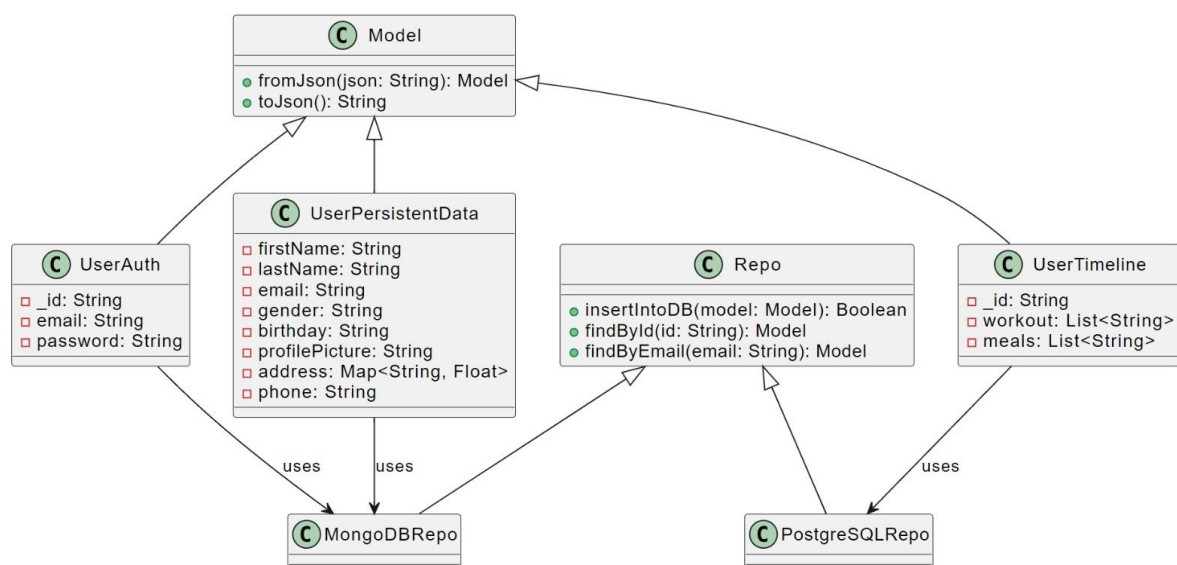 C Model
fromJson(json: String): Model
toJson(): String
C UserAuth
_id: String
email: String
password: String
C UserPersistentData
firstName: String
lastName: String
email: String
gender: String
birthday: String
profilePicture: String
address: Map<String, Float>
phone: String
C Repo
insertIntoDB(model: Model): Boolean
findById(id: String): Model
findByEmail(email: String): Model
C UserTimeline
_id: String
workout: List<String>
meals: List<String>
uses
uses
uses
C MongoDBRepo
C PostgreSQLRepo